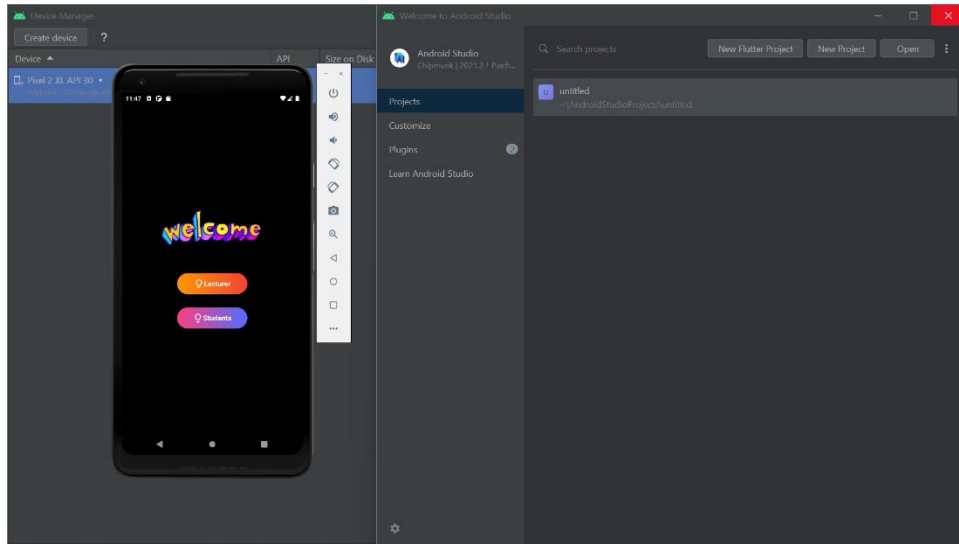 Device Manager
Create device ?
Device API Size on Disk
Pixel 2 XL API 30
11:47
welcome
Lecturer
Students
Welcome to Android Studio
Android Studio
Chipmunk | 2021.2.1 Patch...
Projects
Customize
Plugins
Learn Android Studio
Search projects
New Flutter Project
New Project
Open
U
untitled
~\AndroidStudioProjects\untitled